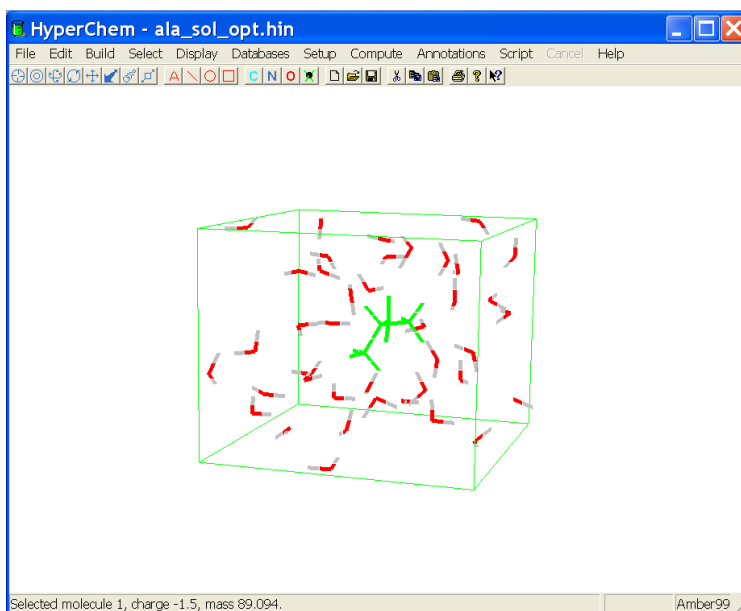 HyperChem - ala_sol_opt.hin
File Edit Build Select Display Databases Setup Compute Annotations Script Cancel Help
A C N O ?
Selected molecule 1, charge -1.5, mass 89.094. Amber99